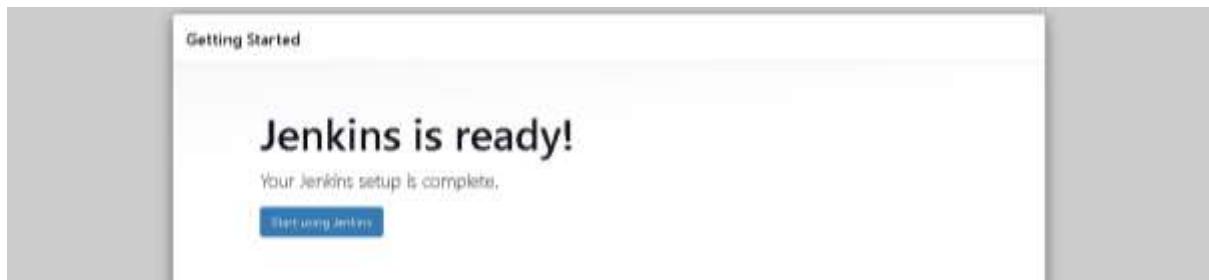 Getting Started
Jenkins is ready!
Your Jenkins setup is complete.
Start using Jenkins